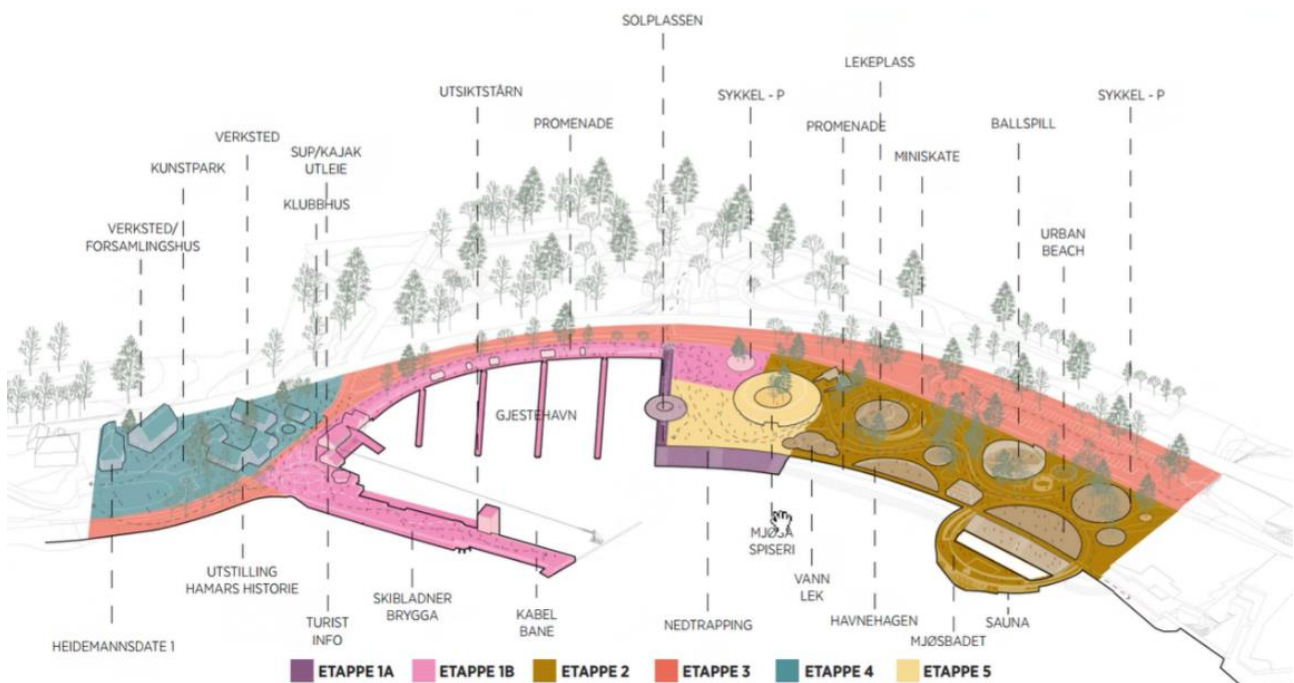 SOLPLASSEN
LEKEPLASS
UTSIKTSTÅRN
SYKKEL - P
SYKKEL - P
PROMENADE
PROMENADE
BALLSPILL
VERKSTED
SUP/KAJAK
UTLEIE
MINISKATE
KUNSTPARK
KLUBBHUS
VERKSTED/
FORSAMLINGSHUS
URBAN
BEACH
GJESTEHAVN
MJØSA
SPISERI
UTSTILLING
HAMARS HISTORIE
VANN
LEK
SKIBLADNER
BRYGGA
KABEL
BANE
TURIST
INFO
NEDTRAPPING
HAVNEHAGEN
SAUNA
MJØSBADET
HEIDEMANNSDATE 1
ETAPPE 1A
ETAPPE 1B
ETAPPE 2
ETAPPE 3
ETAPPE 4
ETAPPE 5